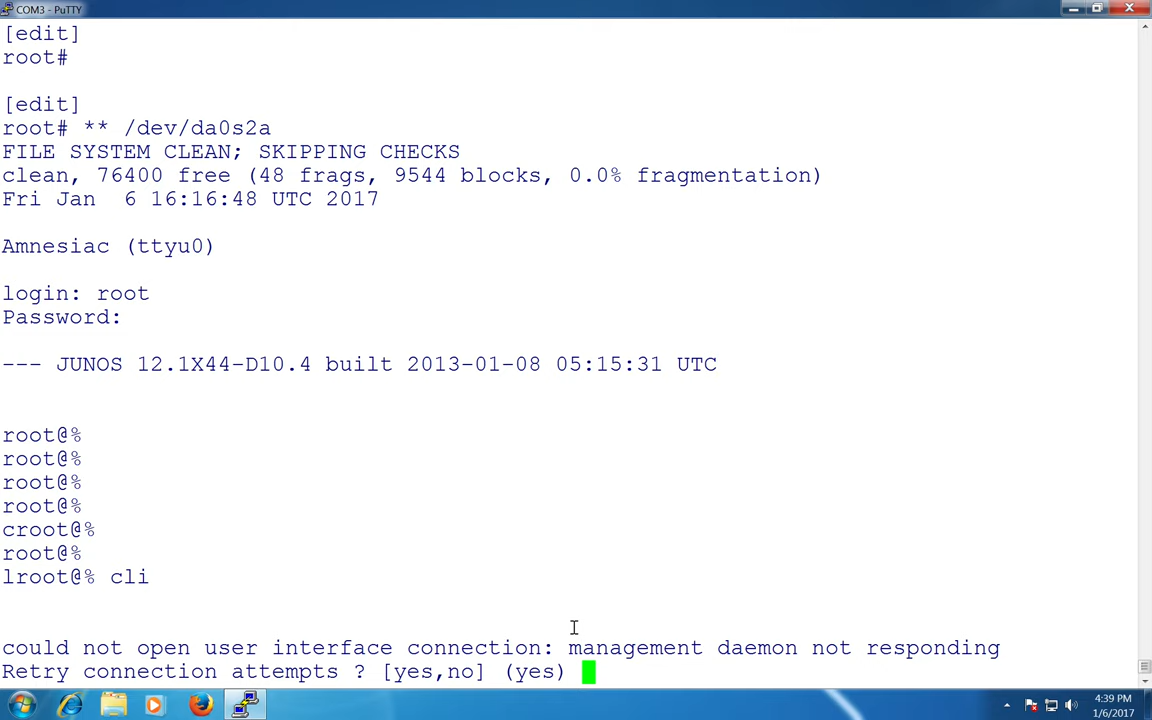 COM3 - PuTTY
[edit]
root#
[edit]
root# ** /dev/da0s2a
FILE SYSTEM CLEAN; SKIPPING CHECKS
clean, 76400 free (48 frags, 9544 blocks, 0.0% fragmentation)
Fri Jan  6 16:16:48 UTC 2017
Amnesiac (ttyu0)
login: root
Password:
--- JUNOS 12.1X44-D10.4 built 2013-01-08 05:15:31 UTC
root@%
root@%
root@%
root@%
croot@%
root@%
lroot@% cli
could not open user interface connection: management daemon not responding
Retry connection attempts ? [yes,no] (yes)
4:39 PM
1/6/2017